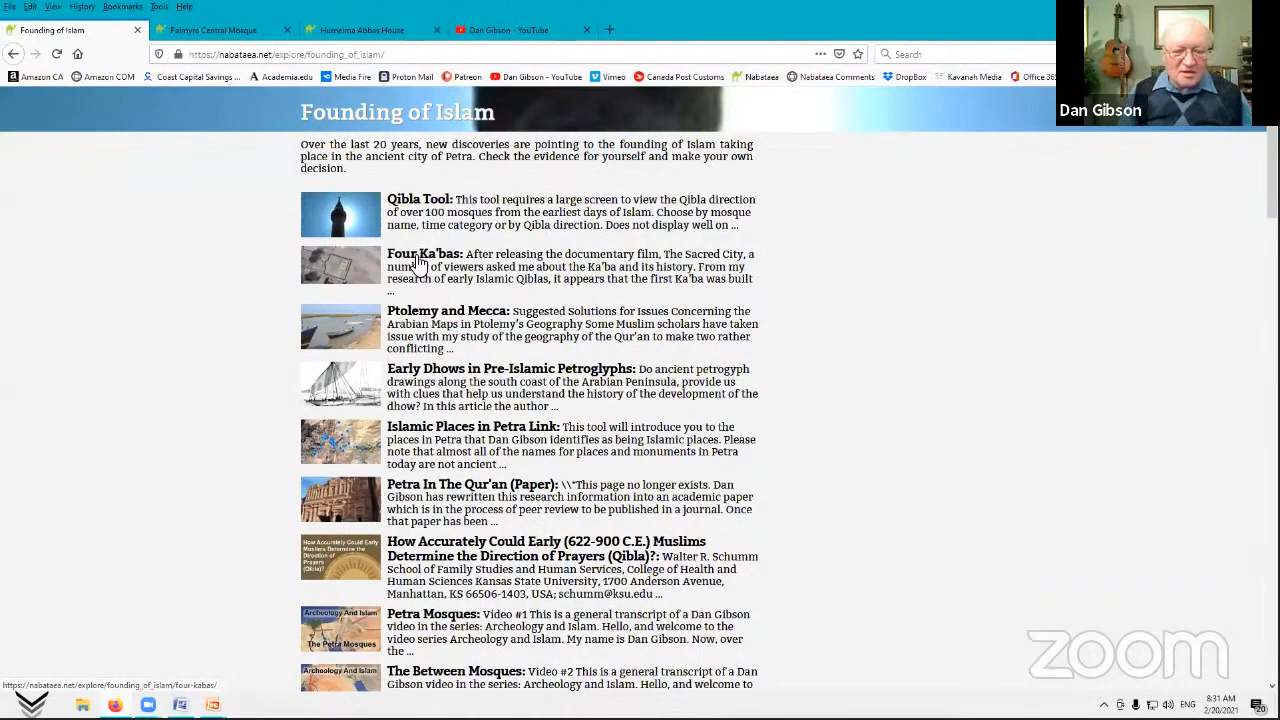 File Edit View History Bookmarks Tools Help
Founding of Islam
Palmyra Central Mosque
Humeima Abbas House
Dan Gibson - YouTube
https://nabataea.net/explore/founding_of_islam/
Search
Amazon CA Amazon COM Coast Capital Savings ... Academia.edu Media Fire Proton Mail Patreon Dan Gibson - YouTube Vimeo Canada Post Customs Nabataea Nabataea Comments DropBox Kavanah Media Office 365
Dan Gibson
Founding of Islam
Over the last 20 years, new discoveries are pointing to the founding of Islam taking
place in the ancient city of Petra. Check the evidence for yourself and make your own
decision.
Qibla Tool: This tool requires a large screen to view the Qibla direction
of over 100 mosques from the earliest days of Islam. Choose by mosque
name, time category or by Qibla direction. Does not display well on ...
Four Ka'bas: After releasing the documentary film, The Sacred City, a
of viewers asked me about the Ka'ba and its history. From my
research of early Islamic Qiblas, it appears that the first Ka'ba was built
...
Ptolemy and Mecca: Suggested Solutions for Issues Concerning the
Arabian Maps in Ptolemy's Geography Some Muslim scholars have taken
issue with my study of the geography of the Qur'an to make two rather
conflicting ...
Early Dhows in Pre-Islamic Petroglyphs: Do ancient petrogyph
drawings along the south coast of the Arabian Peninsula, provide us
with clues that help us understand the history of the development of the
dhow? In this article the author ...
Islamic Places in Petra Link: This tool will introduce you to the
places in Petra that Dan Gibson identifies as being Islamic places. Please
note that almost all of the names for places and monuments in Petra
today are not ancient ...
Petra In The Qur'an (Paper): \\"This page no longer exists. Dan
Gibson has rewritten this research information into an academic paper
which is in the process of peer review to be published in a journal. Once
that paper has been ...
How Accurately Could Early
Muslims Determine the
Direction of
Prayers
(Qibla)?
How Accurately Could Early (622-900 C.E.) Muslims
Determine the Direction of Prayers (Qibla)?: Walter R. Schumm
School of Family Studies and Human Services, College of Health and
Human Sciences Kansas State University, 1700 Anderson Avenue,
Manhattan, KS 66506-1403, USA; schumm@ksu.edu ...
Archeology And Islam
The Petra Mosques
Petra Mosques: Video #1 This is a general transcript of a Dan Gibson
video in the series: Archeology and Islam. Hello, and welcome to the
video series Archeology and Islam. My name is Dan Gibson. Now, over
the ...
Archeology And Islam
The Between Mosques: Video #2 This is a general transcript of a Dan
Gibson video in the series: Archeology and Islam. Hello, and welcome to
zoom
https://nabataea.net/explore/founding_of_islam/four-kabas/
ENG
8:31 AM
2/20/2021
20